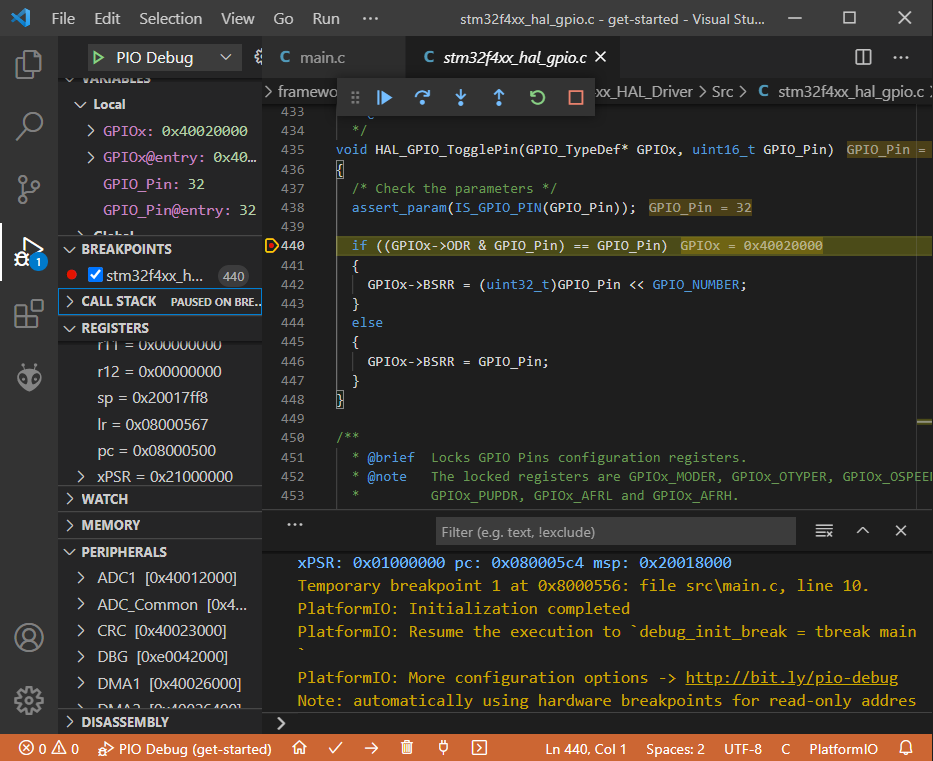 File Edit Selection View Go Run ··· stm32f4xx_hal_gpio.c - get-started - Visual Stu...
PIO Debug
main.c
stm32f4xx_hal_gpio.c
VARIABLES
Local
GPIOx: 0x40020000
GPIOx@entry: 0x40…
GPIO_Pin: 32
GPIO_Pin@entry: 32
Global
BREAKPOINTS
1
stm32f4xx_h... 440
CALL STACK PAUSED ON BRE...
REGISTERS
r11 = 0x00000000
r12 = 0x00000000
sp = 0x20017ff8
lr = 0x08000567
pc = 0x08000500
xPSR = 0x21000000
WATCH
MEMORY
PERIPHERALS
ADC1 [0x40012000]
ADC_Common [0x4...
CRC [0x40023000]
DBG [0xe0042000]
DMA1 [0x40026000]
DMA2 [0x40026400]
DISASSEMBLY
framewo xx_HAL_Driver > Src > C stm32f4xx_hal_gpio.c
433
434 */
435 void HAL_GPIO_TogglePin(GPIO_TypeDef* GPIOx, uint16_t GPIO_Pin) GPIO_Pin =
436 {
437 /* Check the parameters */
438 assert_param(IS_GPIO_PIN(GPIO_Pin)); GPIO_Pin = 32
439
440 if ((GPIOx->ODR & GPIO_Pin) == GPIO_Pin) GPIOx = 0x40020000
441 {
442 GPIOx->BSRR = (uint32_t)GPIO_Pin << GPIO_NUMBER;
443 }
444 else
445 {
446 GPIOx->BSRR = GPIO_Pin;
447 }
448 }
449
450 /**
451 * @brief Locks GPIO Pins configuration registers.
452 * @note The locked registers are GPIOx_MODER, GPIOx_OTYPER, GPIOx_OSPEE
453 * GPIOx_PUPDR, GPIOx_AFRL and GPIOx_AFRH.
··· Filter (e.g. text, !exclude)
xPSR: 0x01000000 pc: 0x080005c4 msp: 0x20018000
Temporary breakpoint 1 at 0x8000556: file src\main.c, line 10.
PlatformIO: Initialization completed
PlatformIO: Resume the execution to `debug_init_break = tbreak main
`
PlatformIO: More configuration options -> http://bit.ly/pio-debug
Note: automatically using hardware breakpoints for read-only addres
0 0 PIO Debug (get-started) Ln 440, Col 1 Spaces: 2 UTF-8 C PlatformIO